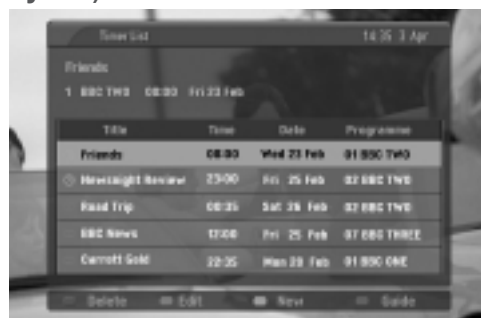 Timer List 14:35 3 Apr
Friends
1 BBC TWO 08:00 Fri 23 Feb
Title Time Date Programme
Friends 08:00 Wed 23 Feb 01 BBC TWO
Newsnight Review 23:00 Fri 25 Feb 02 BBC TWO
Road Trip 00:35 Sat 26 Feb 02 BBC TWO
BBC News 12:00 Fri 25 Feb 07 BBC THREE
Carrott Gold 22:35 Mon 28 Feb 01 BBC ONE
Delete Edit New Guide